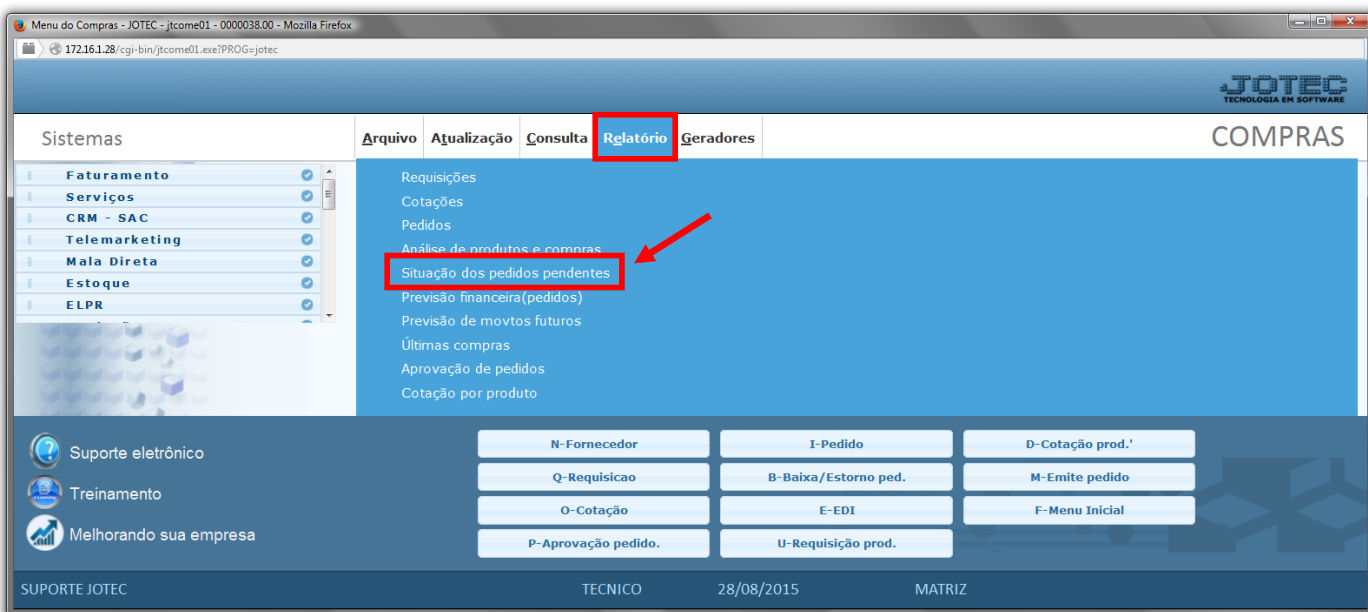 Menu do Compras - JOTEC - jtcome01 - 0000038.00 - Mozilla Firefox
172.16.1.28/cgi-bin/jtcome01.exe?PROG=jotec
JOTEC
TECNOLOGIA EM SOFTWARE
Sistemas
Arquivo Atualização Consulta Relatório Geradores
COMPRAS
Faturamento
Serviços
CRM - SAC
Telemarketing
Mala Direta
Estoque
ELPR
Requisições
Cotações
Pedidos
Análise de produtos e compras
Situação dos pedidos pendentes
Previsão financeira(pedidos)
Previsão de movtos futuros
Últimas compras
Aprovação de pedidos
Cotação por produto
Suporte eletrônico
Treinamento
Melhorando sua empresa
N-Fornecedor I-Pedido D-Cotação prod.'
Q-Requisicao B-Baixa/Estorno ped. M-Emite pedido
O-Cotação E-EDI F-Menu Inicial
P-Aprovação pedido. U-Requisição prod.
SUPORTE JOTEC TECNICO 28/08/2015 MATRIZ